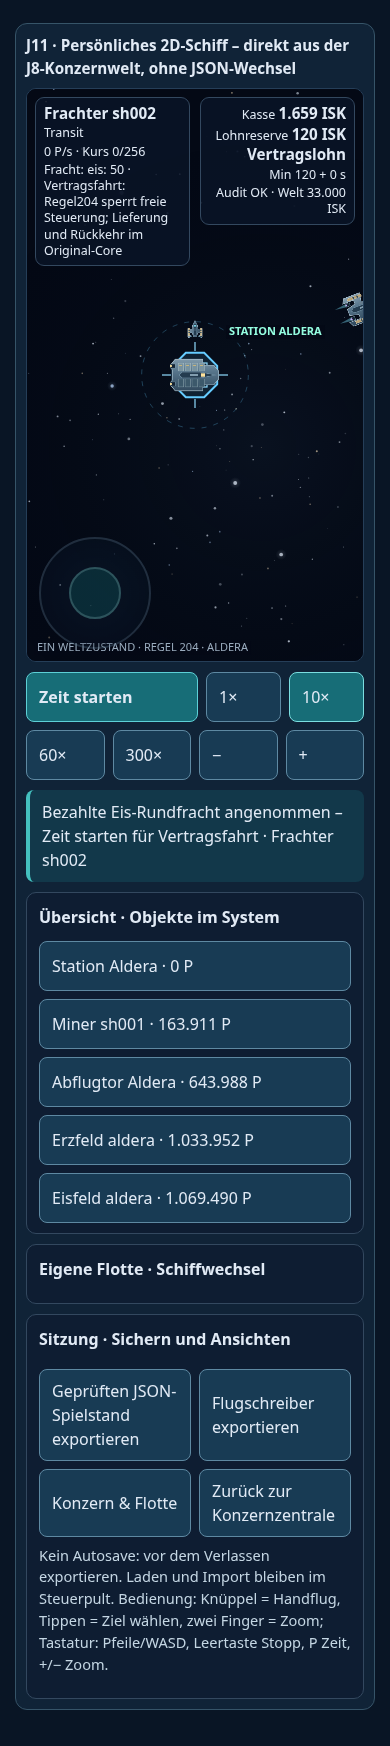 J11 · Persönliches 2D-Schiff – direkt aus der
J8-Konzernwelt, ohne JSON-Wechsel
Frachter sh002
Transit
0 P/s · Kurs 0/256
Fracht: eis: 50 ·
Vertragsfahrt:
Regel204 sperrt freie
Steuerung; Lieferung
und Rückkehr im
Original-Core
Kasse 1.659 ISK
Lohnreserve 120 ISK
Vertragslohn
Min 120 + 0 s
Audit OK · Welt 33.000
ISK
STATION ALDERA
EIN WELTZUSTAND · REGEL 204 · ALDERA
Zeit starten
1×
10×
60×
300×
−
+
Bezahlte Eis-Rundfracht angenommen –
Zeit starten für Vertragsfahrt · Frachter
sh002
Übersicht · Objekte im System
Station Aldera · 0 P
Miner sh001 · 163.911 P
Abflugtor Aldera · 643.988 P
Erzfeld aldera · 1.033.952 P
Eisfeld aldera · 1.069.490 P
Eigene Flotte · Schiffwechsel
Sitzung · Sichern und Ansichten
Geprüften JSON-
Spielstand
exportieren
Flugschreiber
exportieren
Konzern & Flotte
Zurück zur
Konzernzentrale
Kein Autosave: vor dem Verlassen
exportieren. Laden und Import bleiben im
Steuerpult. Bedienung: Knüppel = Handflug,
Tippen = Ziel wählen, zwei Finger = Zoom;
Tastatur: Pfeile/WASD, Leertaste Stopp, P Zeit,
+/− Zoom.